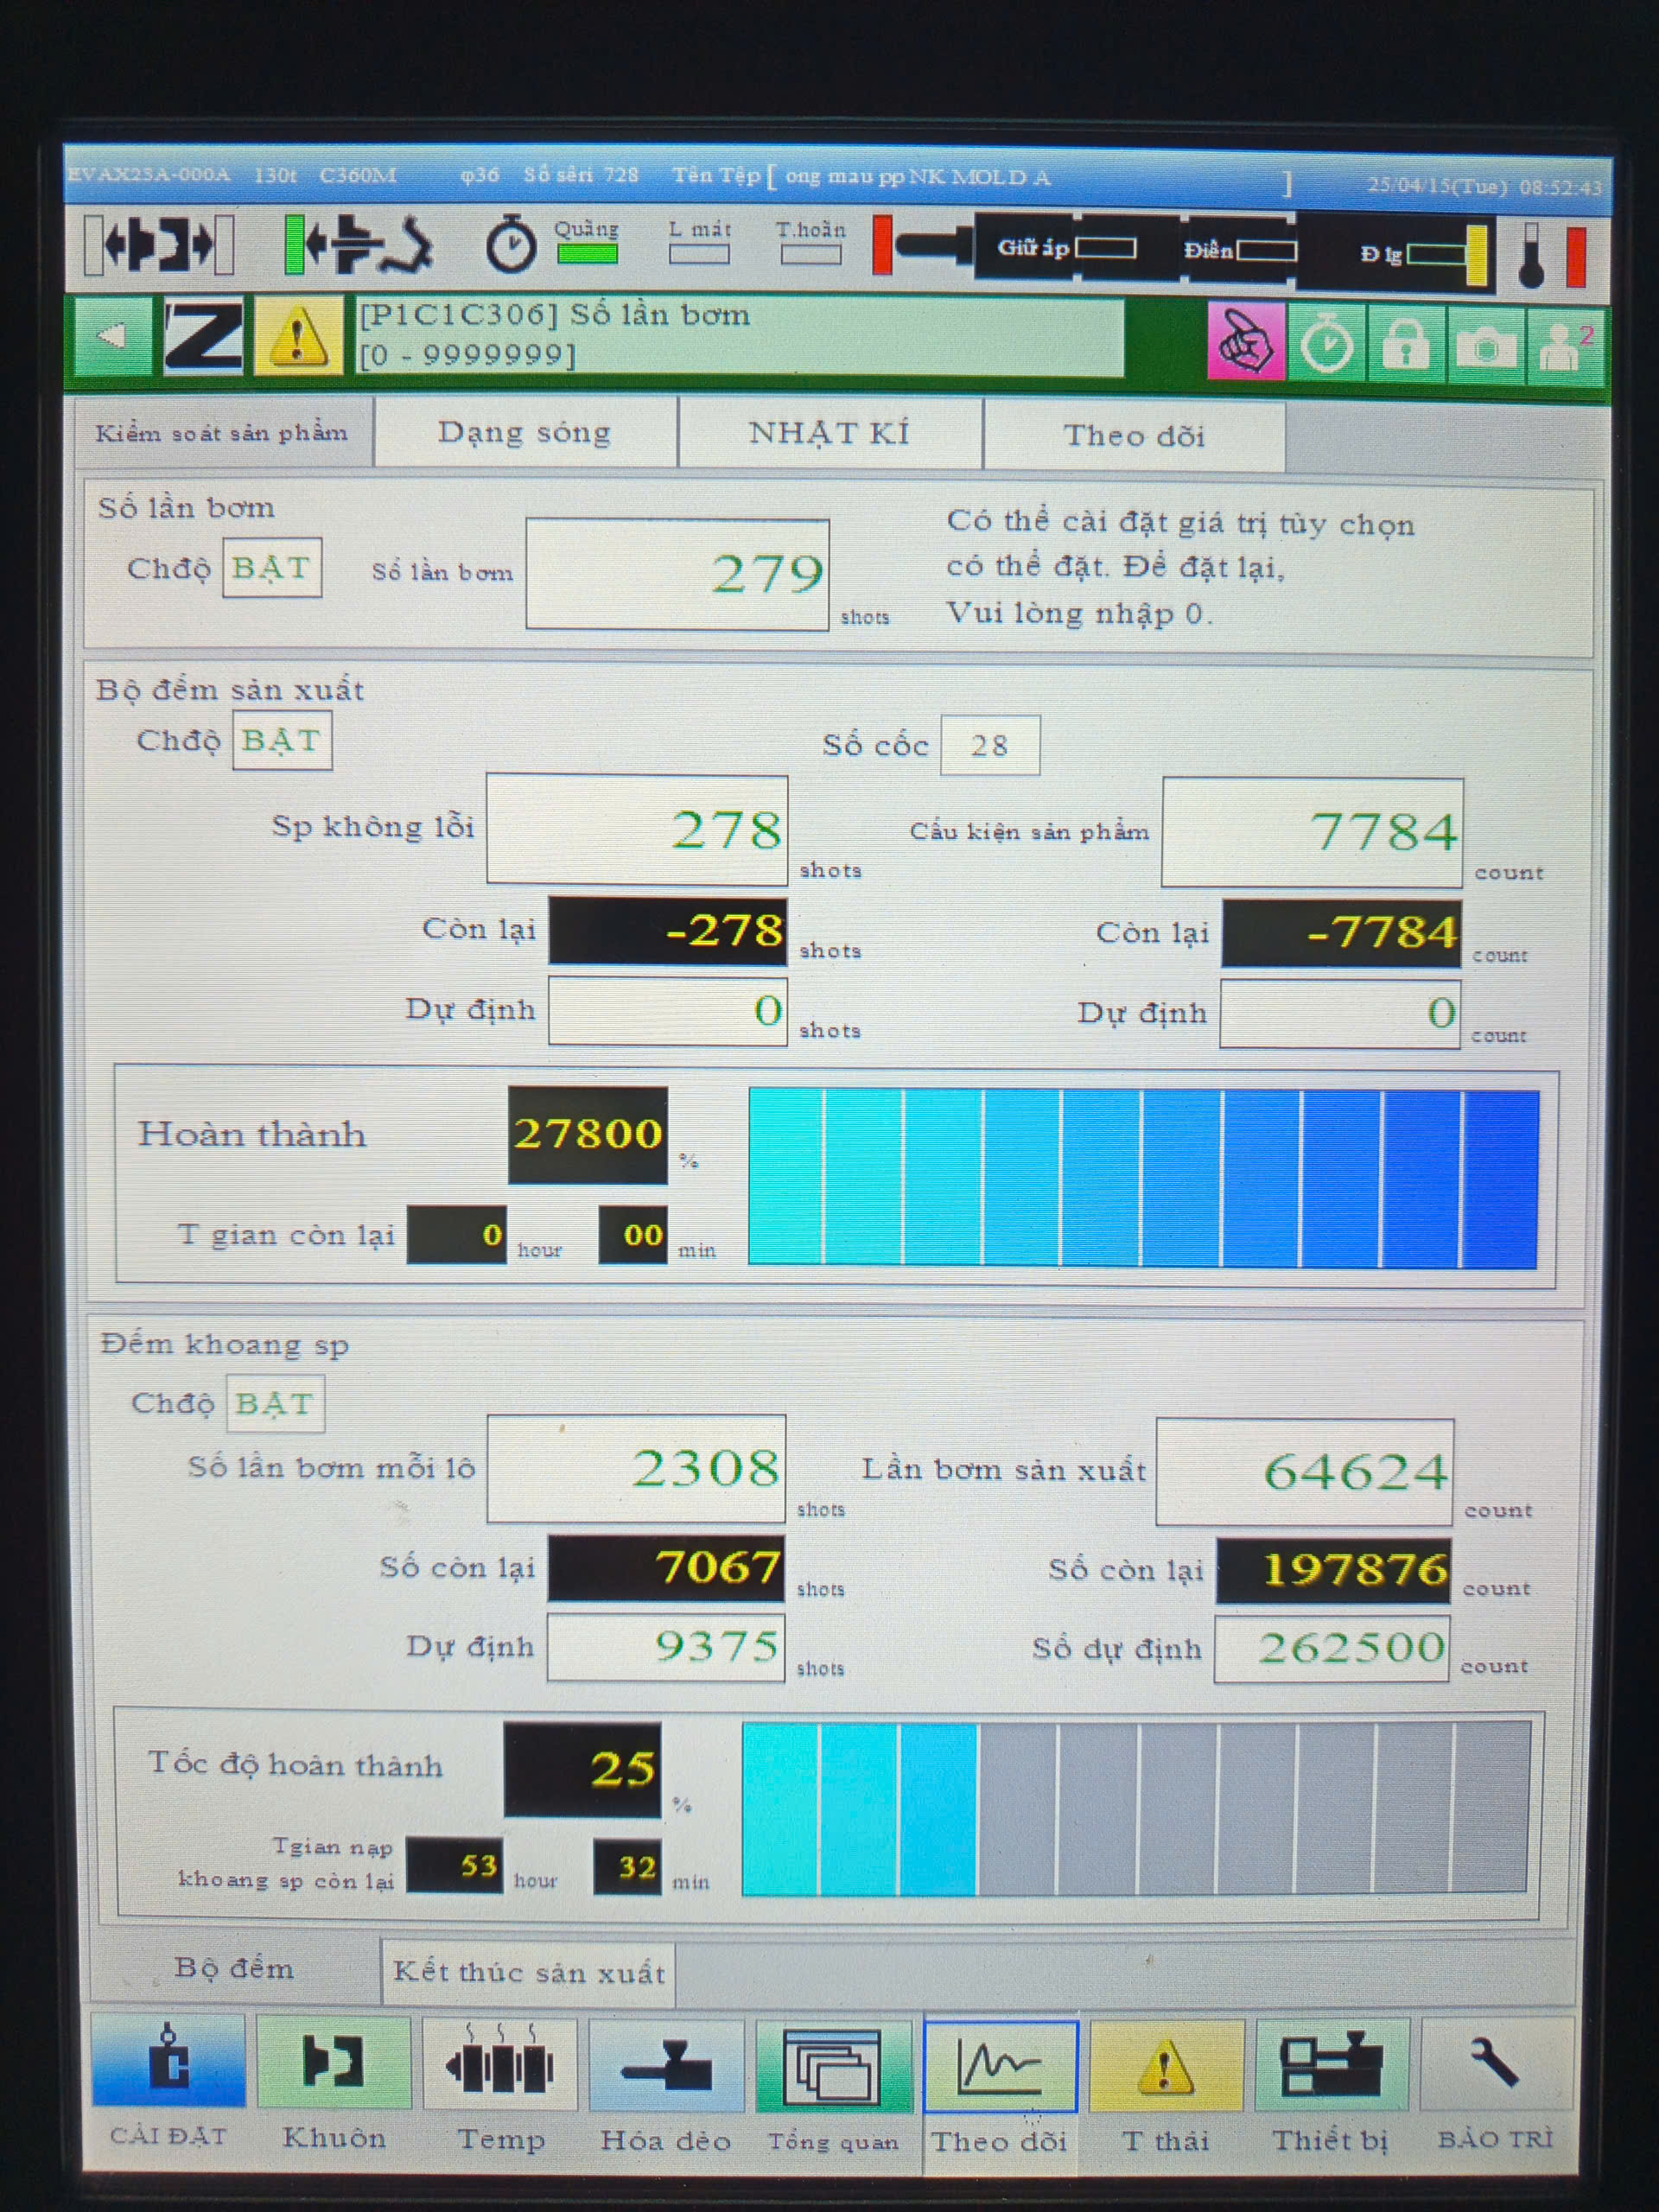 EVAX25A-000A 130t C360M φ36 Số sêri 728 Tên Tệp [ ong mau pp NK MOLD A ] 25/04/15(Tue) 08:52:43
Quãng L mát T.hoãn Giữ áp Điền Đ lg
[P1C1C306] Số lần bơm
[0 - 9999999]
2
Kiểm soát sản phẩm Dạng sóng NHẬT KÍ Theo dõi
Số lần bơm
Chđộ BẬT Số lần bơm 279 shots
Có thể cài đặt giá trị tùy chọn
có thể đặt. Để đặt lại,
Vui lòng nhập 0.
Bộ đếm sản xuất
Chđộ BẬT Số cốc 28
Sp không lỗi 278 shots Cấu kiện sản phẩm 7784 count
Còn lại -278 shots Còn lại -7784 count
Dự định 0 shots Dự định 0 count
Hoàn thành 27800 %
T gian còn lại 0 hour 00 min
Đếm khoang sp
Chđộ BẬT
Số lần bơm mỗi lô 2308 shots Lần bơm sản xuất 64624 count
Số còn lại 7067 shots Số còn lại 197876 count
Dự định 9375 shots Số dự định 262500 count
Tốc độ hoàn thành 25 %
Tgian nạp
khoang sp còn lại 53 hour 32 min
Bộ đếm Kết thúc sản xuất
CÀI ĐẶT Khuôn Temp Hóa dẻo Tổng quan Theo dõi T thái Thiết bị BẢO TRÌ